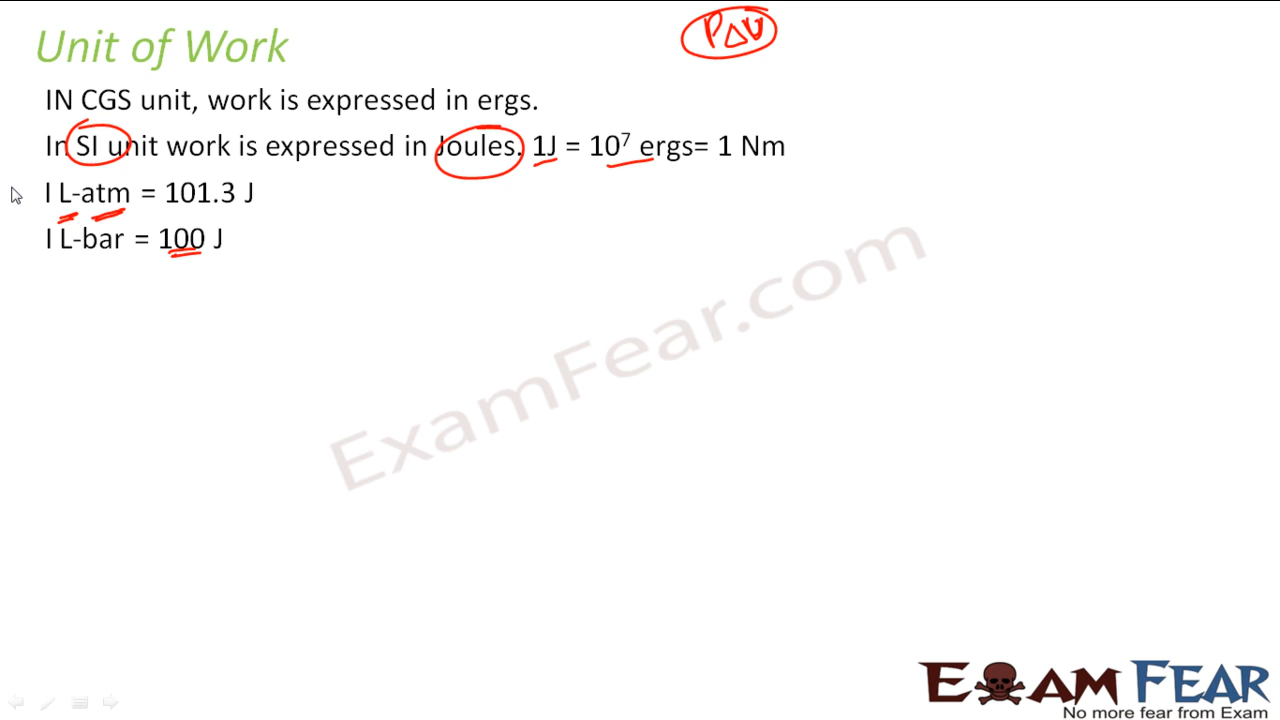 Unit of Work
PΔV
IN CGS unit, work is expressed in ergs.
In SI unit work is expressed in Joules. 1J = 10⁷ ergs= 1 Nm
I L-atm = 101.3 J
I L-bar = 100 J
ExamFear.com
EXAM FEAR
No more fear from Exam